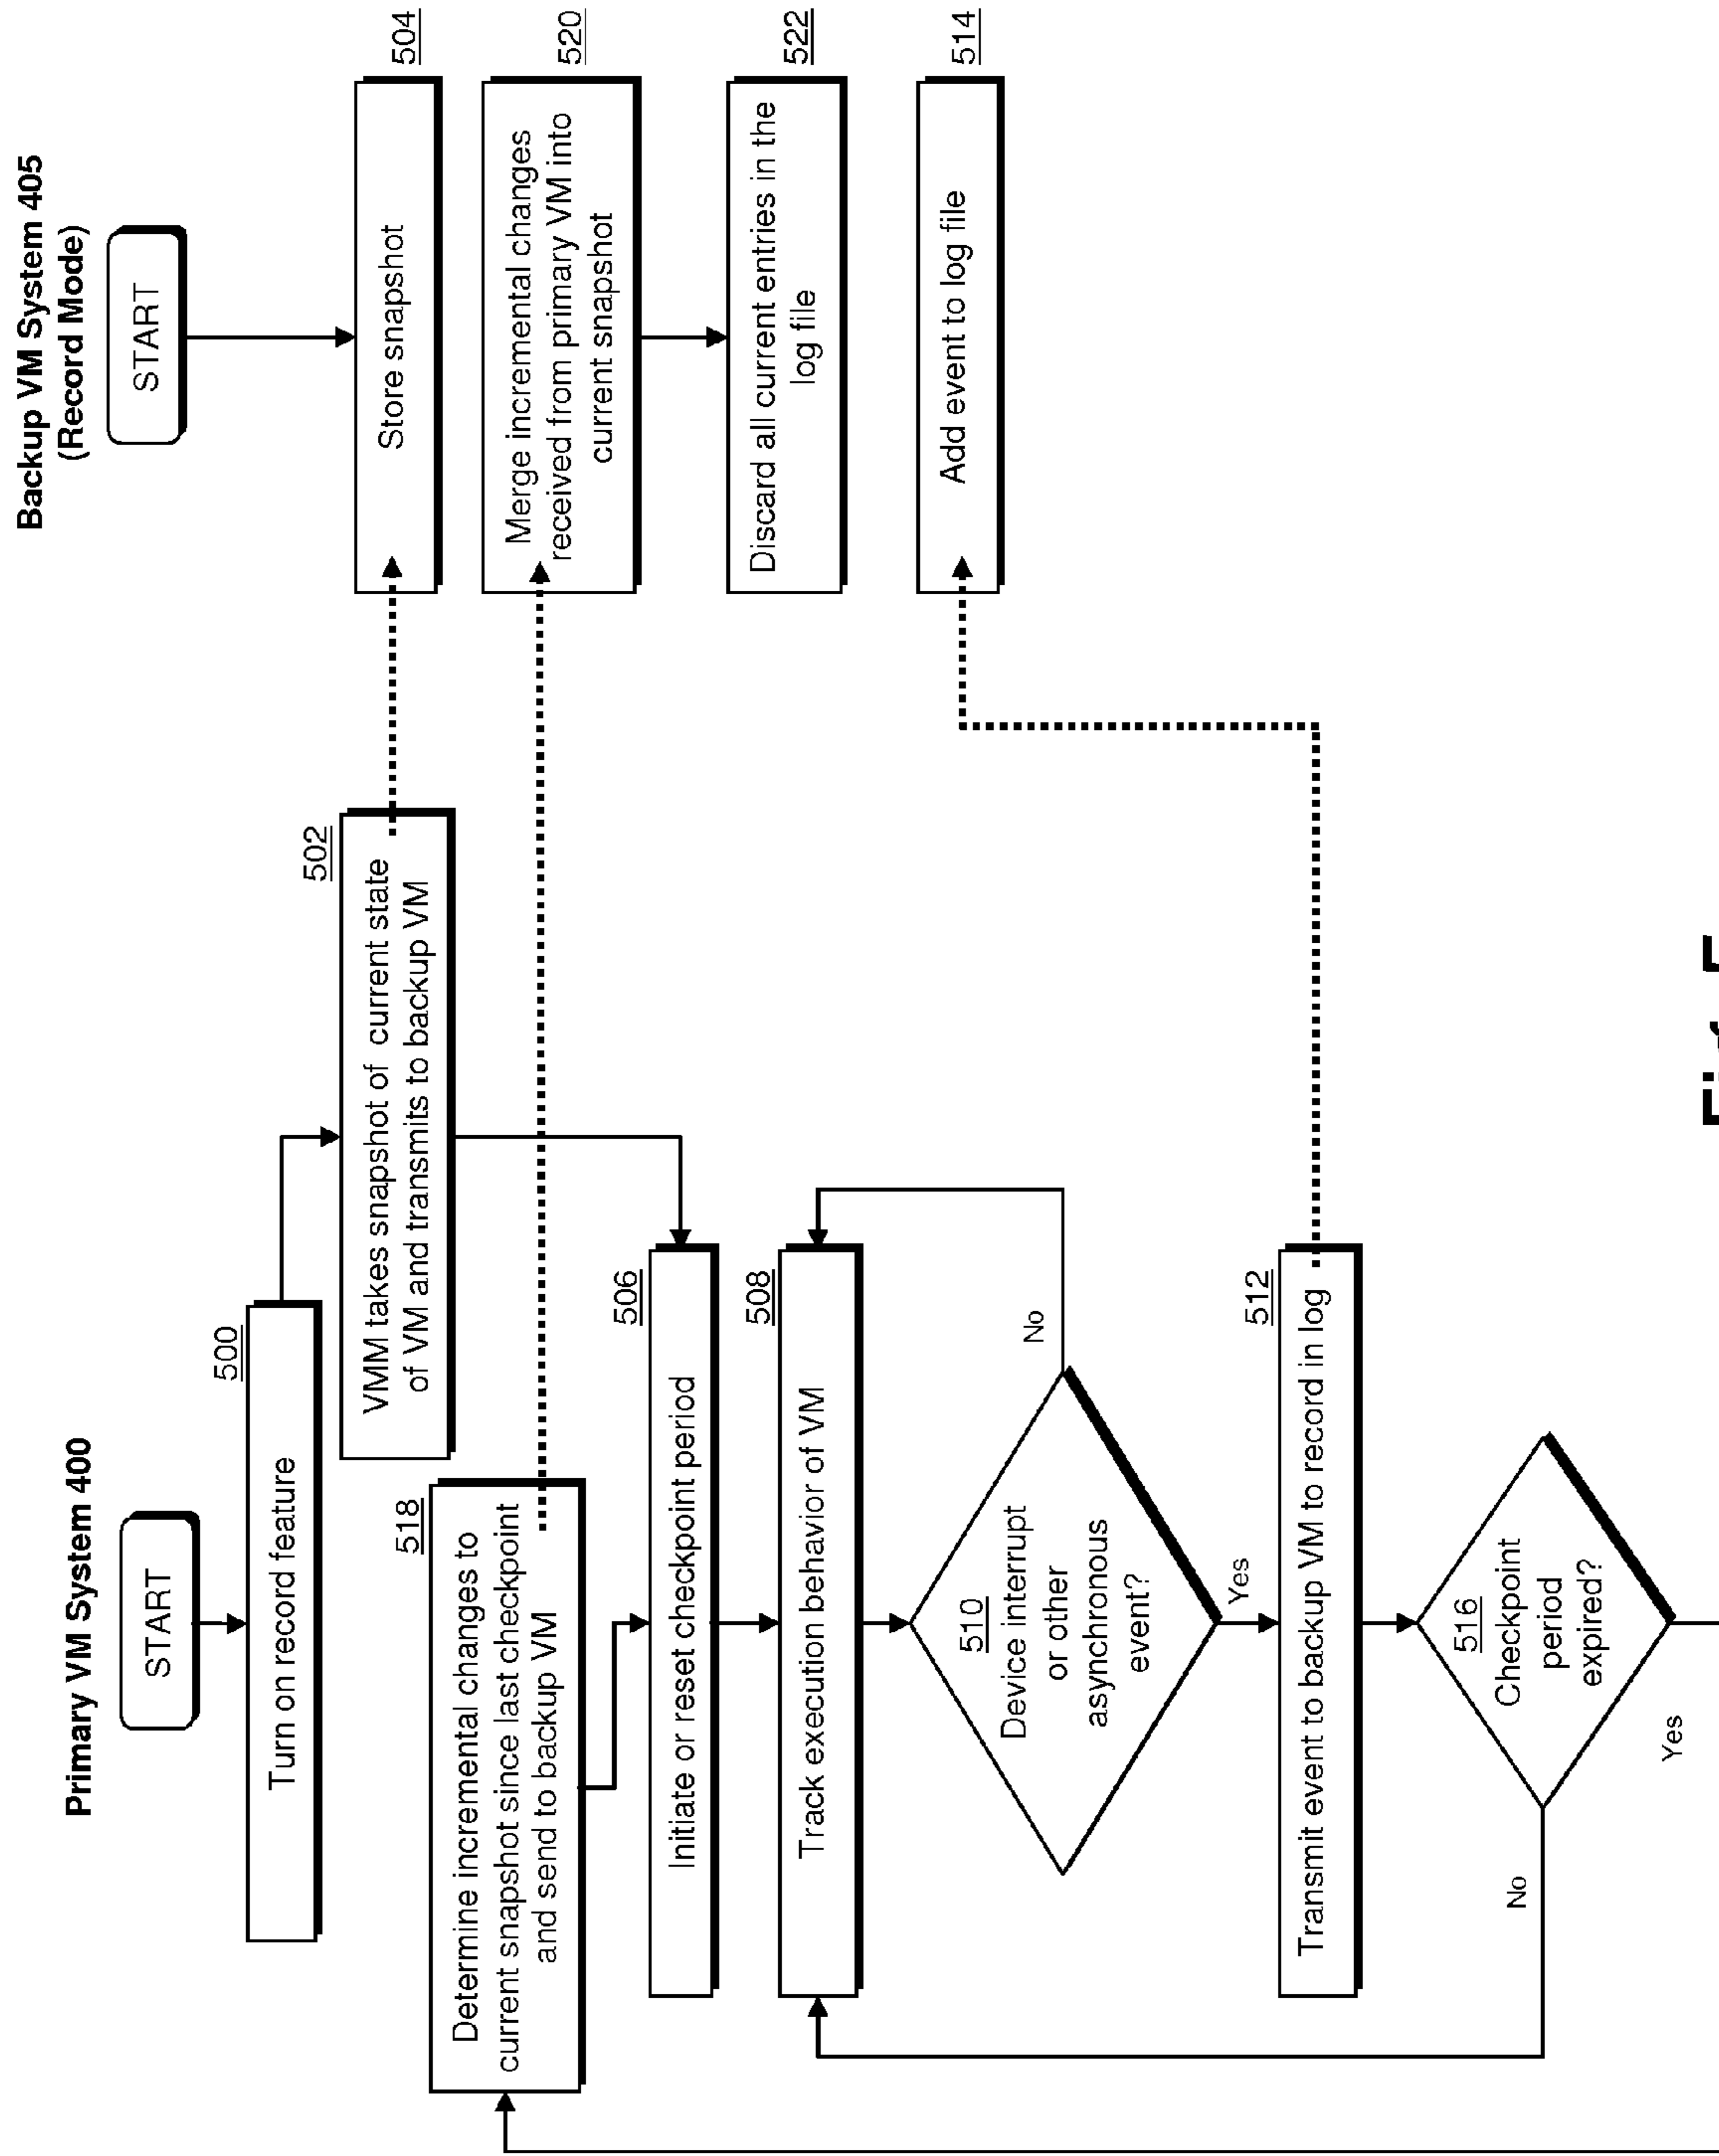 Primary VM System 400
START
500
Turn on record feature
502
VMM takes snapshot of current state
of VM and transmits to backup VM
518
Determine incremental changes to
current snapshot since last checkpoint
and send to backup VM
506
Initiate or reset checkpoint period
508
Track execution behavior of VM
510
Device interrupt
or other
asynchronous
event?
No
Yes
512
Transmit event to backup VM to record in log
516
Checkpoint
period
expired?
No
Yes
Backup VM System 405
(Record Mode)
START
504
Store snapshot
520
Merge incremental changes
received from primary VM into
current snapshot
522
Discard all current entries in the
log file
514
Add event to log file